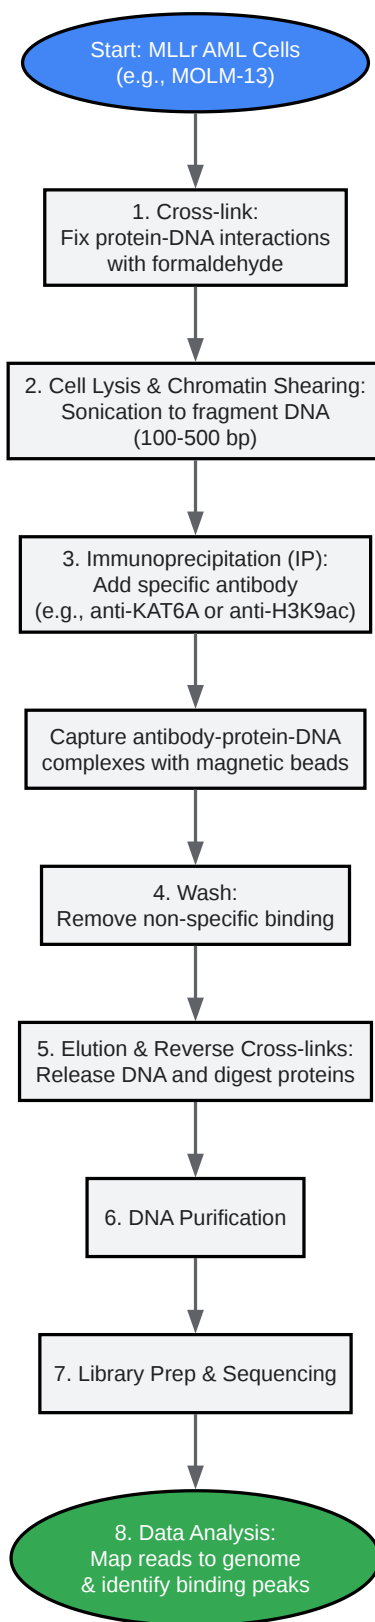 Start: MLLr AML Cells
(e.g., MOLM-13)
1. Cross-link:
Fix protein-DNA interactions
with formaldehyde
2. Cell Lysis & Chromatin Shearing:
Sonication to fragment DNA
(100-500 bp)
3. Immunoprecipitation (IP):
Add specific antibody
(e.g., anti-KAT6A or anti-H3K9ac)
Capture antibody-protein-DNA
complexes with magnetic beads
4. Wash:
Remove non-specific binding
5. Elution & Reverse Cross-links:
Release DNA and digest proteins
6. DNA Purification
7. Library Prep & Sequencing
8. Data Analysis:
Map reads to genome
& identify binding peaks